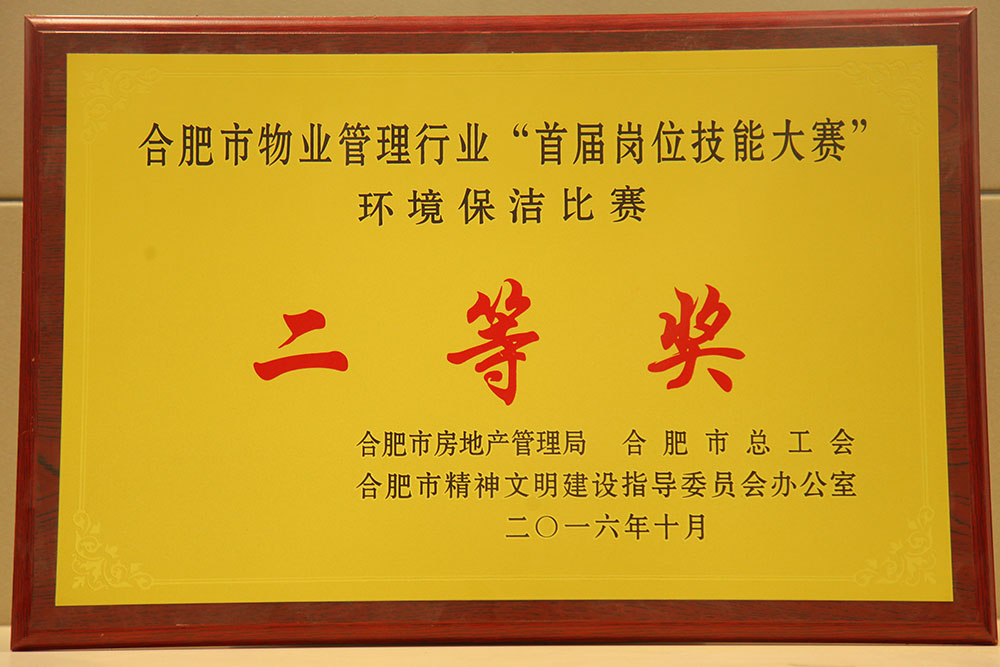 合肥市物业管理行业“首届岗位技能大赛”
环境保洁比赛
二等奖
合肥市房地产管理局 合肥市总工会
合肥市精神文明建设指导委员会办公室
二〇一六年十月